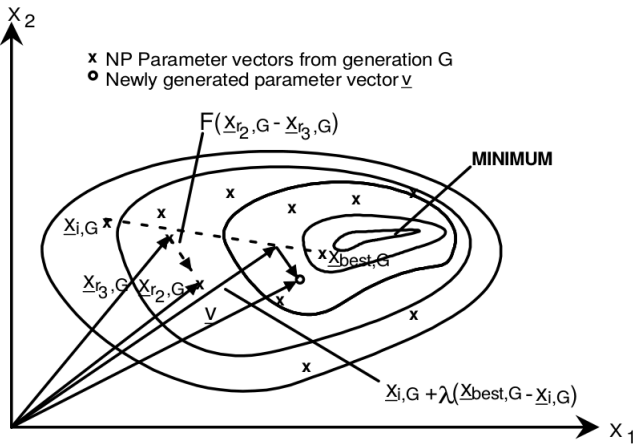 X2
x NP Parameter vectors from generation G
o Newly generated parameter vector v
F(xr2,G - xr3,G)
MINIMUM
xi,G
xbest,G
xr3,G xr2,G
v
xi,G + λ(xbest,G - xi,G)
X1